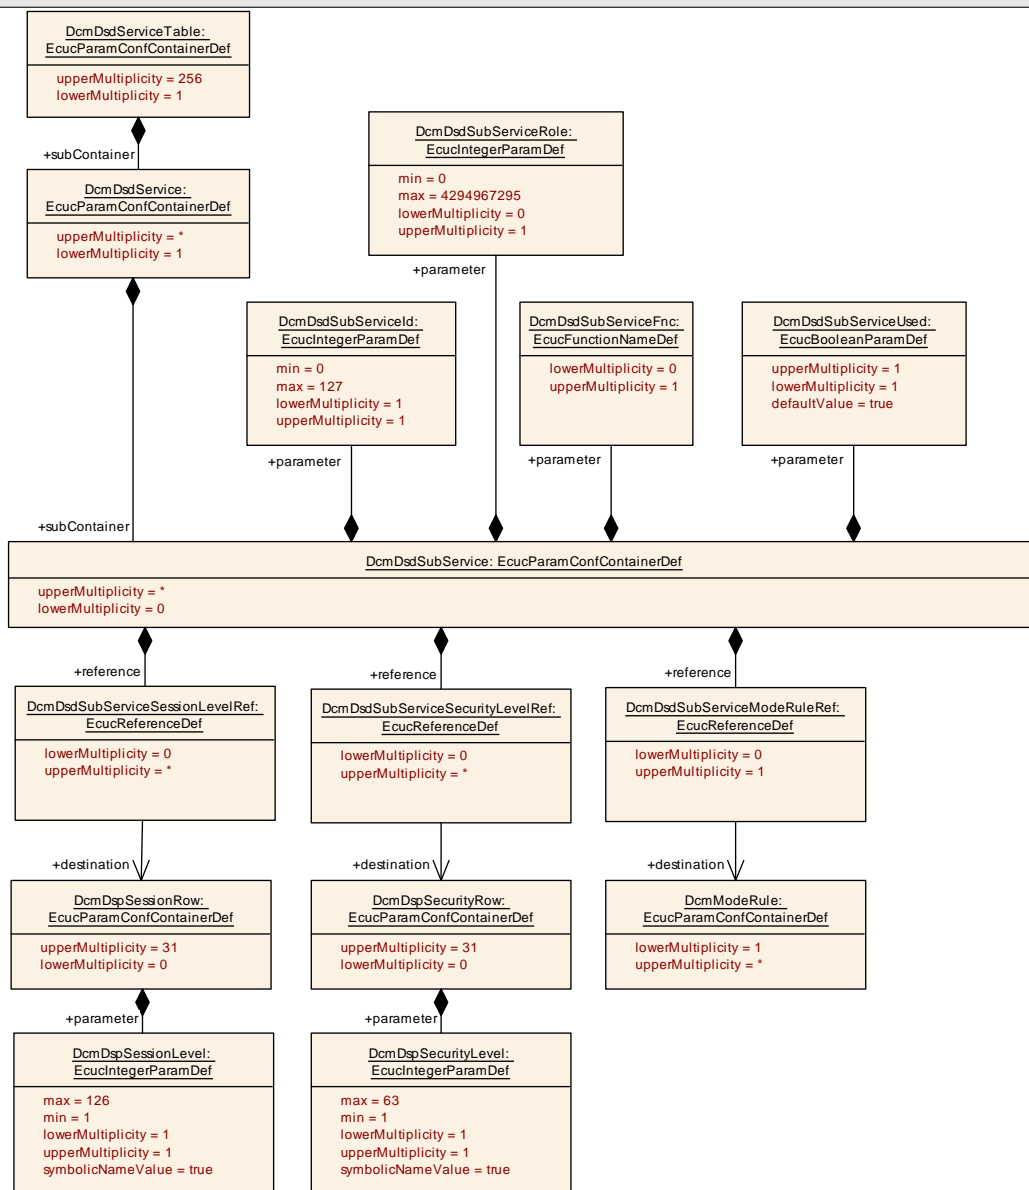 DcmDsdServiceTable:
EcucParamConfContainerDef
upperMultiplicity = 256
lowerMultiplicity = 1
+subContainer
DcmDsdService:
EcucParamConfContainerDef
upperMultiplicity = *
lowerMultiplicity = 1
DcmDsdSubServiceRole:
EcucIntegerParamDef
min = 0
max = 4294967295
lowerMultiplicity = 0
upperMultiplicity = 1
+parameter
DcmDsdSubServiceId:
EcucIntegerParamDef
min = 0
max = 127
lowerMultiplicity = 1
upperMultiplicity = 1
+parameter
DcmDsdSubServiceFnc:
EcucFunctionNameDef
lowerMultiplicity = 0
upperMultiplicity = 1
+parameter
DcmDsdSubServiceUsed:
EcucBooleanParamDef
upperMultiplicity = 1
lowerMultiplicity = 1
defaultValue = true
+parameter
+subContainer
DcmDsdSubService: EcucParamConfContainerDef
upperMultiplicity = *
lowerMultiplicity = 0
+reference
DcmDsdSubServiceSessionLevelRef:
EcucReferenceDef
lowerMultiplicity = 0
upperMultiplicity = *
+destination
+reference
DcmDsdSubServiceSecurityLevelRef:
EcucReferenceDef
lowerMultiplicity = 0
upperMultiplicity = *
+destination
+reference
DcmDsdSubServiceModeRuleRef:
EcucReferenceDef
lowerMultiplicity = 0
upperMultiplicity = 1
+destination
DcmDspSessionRow:
EcucParamConfContainerDef
upperMultiplicity = 31
lowerMultiplicity = 0
+parameter
DcmDspSecurityRow:
EcucParamConfContainerDef
upperMultiplicity = 31
lowerMultiplicity = 0
+parameter
DcmModeRule:
EcucParamConfContainerDef
lowerMultiplicity = 1
upperMultiplicity = *
DcmDspSessionLevel:
EcucIntegerParamDef
max = 126
min = 1
lowerMultiplicity = 1
upperMultiplicity = 1
symbolicNameValue = true
DcmDspSecurityLevel:
EcucIntegerParamDef
max = 63
min = 1
lowerMultiplicity = 1
upperMultiplicity = 1
symbolicNameValue = true